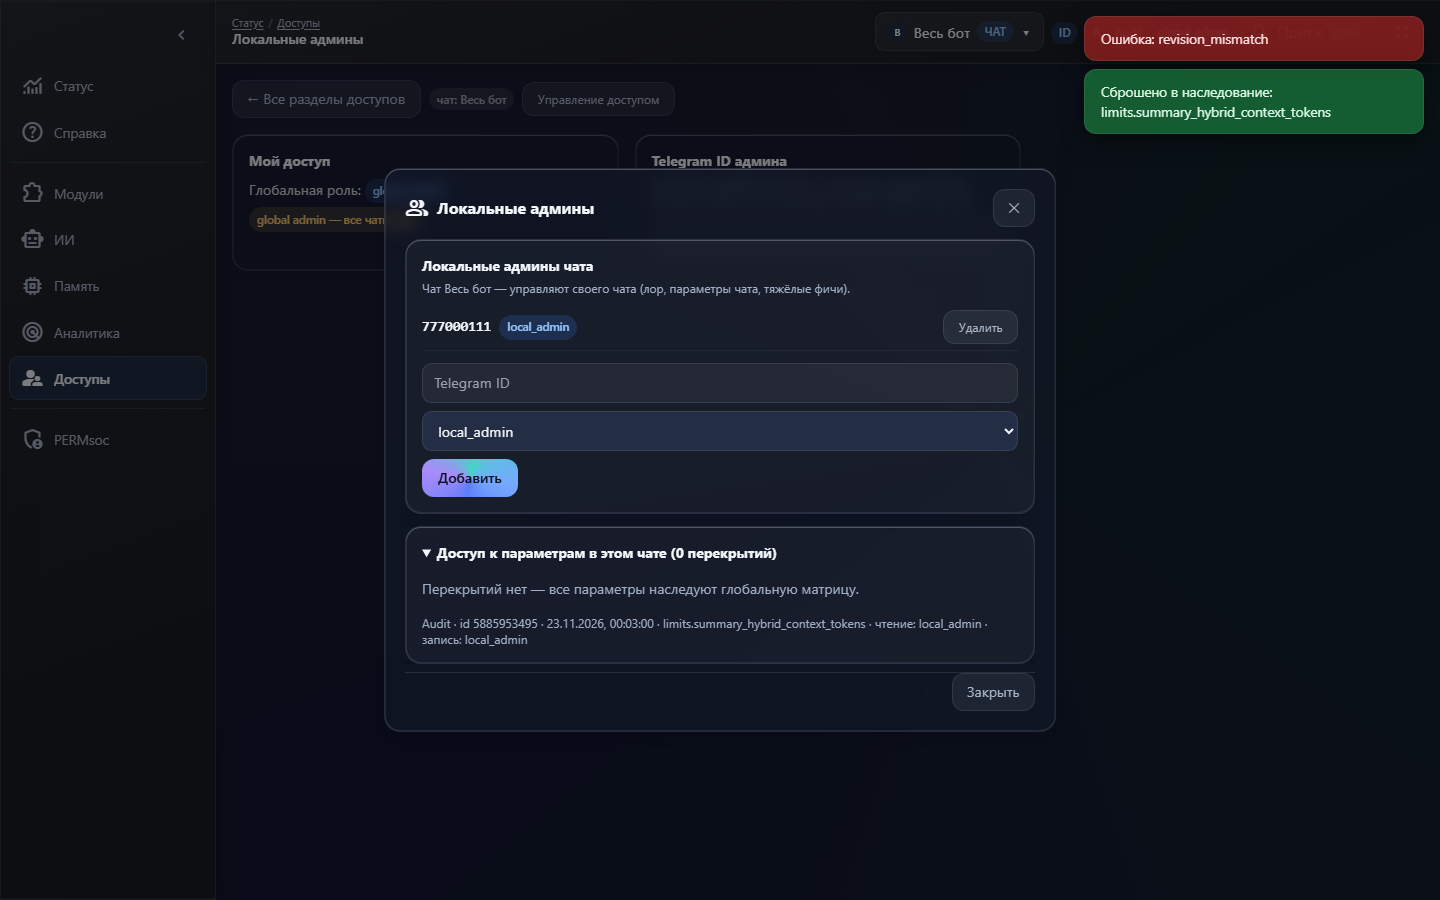 Статус
Справка
Модули
ИИ
Память
Аналитика
Доступы
PERMsoc
Статус / Доступы
Локальные админы
В Весь бот ЧАТ ▾ ID
Ошибка: revision_mismatch
Сброшено в наследование:
limits.summary_hybrid_context_tokens
← Все разделы доступов
чат: Весь бот
Управление доступом
Мой доступ
Глобальная роль:
global admin — все
Telegram ID админа
Локальные админы
Локальные админы чата
Чат Весь бот — управляют своего чата (лор, параметры чата, тяжёлые фичи).
777000111 local_admin Удалить
Telegram ID
local_admin
Добавить
▼ Доступ к параметрам в этом чате (0 перекрытий)
Перекрытий нет — все параметры наследуют глобальную матрицу.
Audit · id 5885953495 · 23.11.2026, 00:03:00 · limits.summary_hybrid_context_tokens · чтение: local_admin ·
запись: local_admin
Закрыть